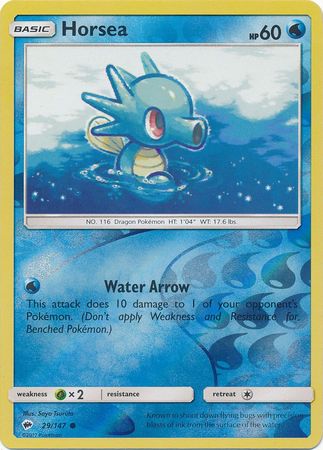 BASIC Horsea HP60
NO. 116 Dragon Pokémon HT: 1'04" WT: 17.6 lbs.
Water Arrow
This attack does 10 damage to 1 of your opponent's
Pokémon. (Don't apply Weakness and Resistance for
Benched Pokémon.)
weakness × 2 resistance retreat
Illus. Sayo Tsuruta
29/147
©2017 Pokémon
Known to shoot down flying bugs with precision
blasts of ink from the surface of the water.